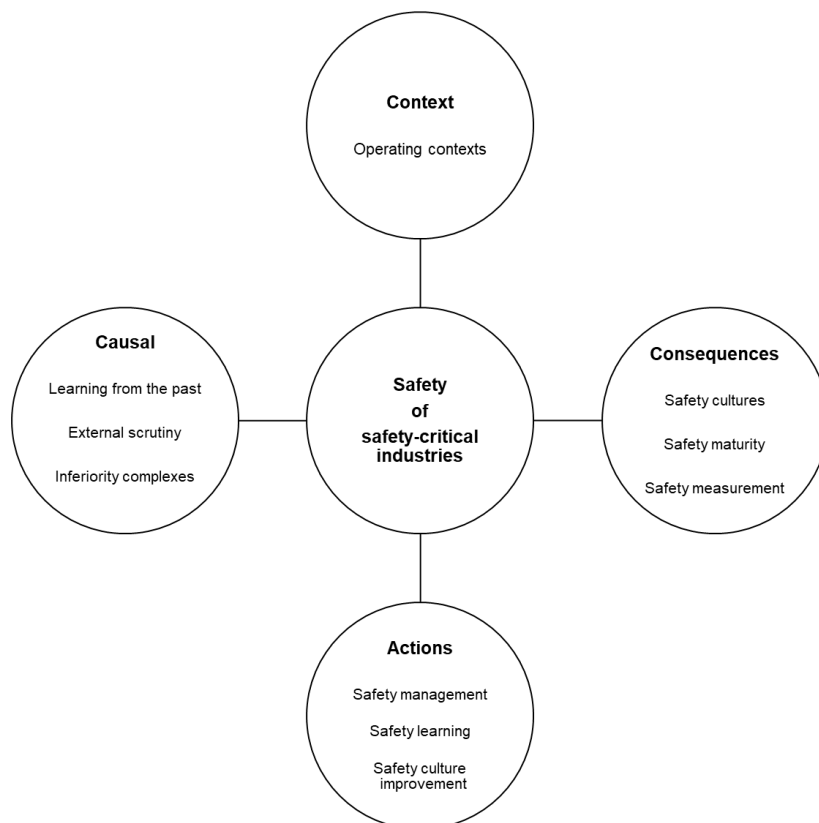 Context
Operating contexts
Causal
Learning from the past
External scrutiny
Inferiority complexes
Safety
of
safety-critical
industries
Consequences
Safety cultures
Safety maturity
Safety measurement
Actions
Safety management
Safety learning
Safety culture
improvement